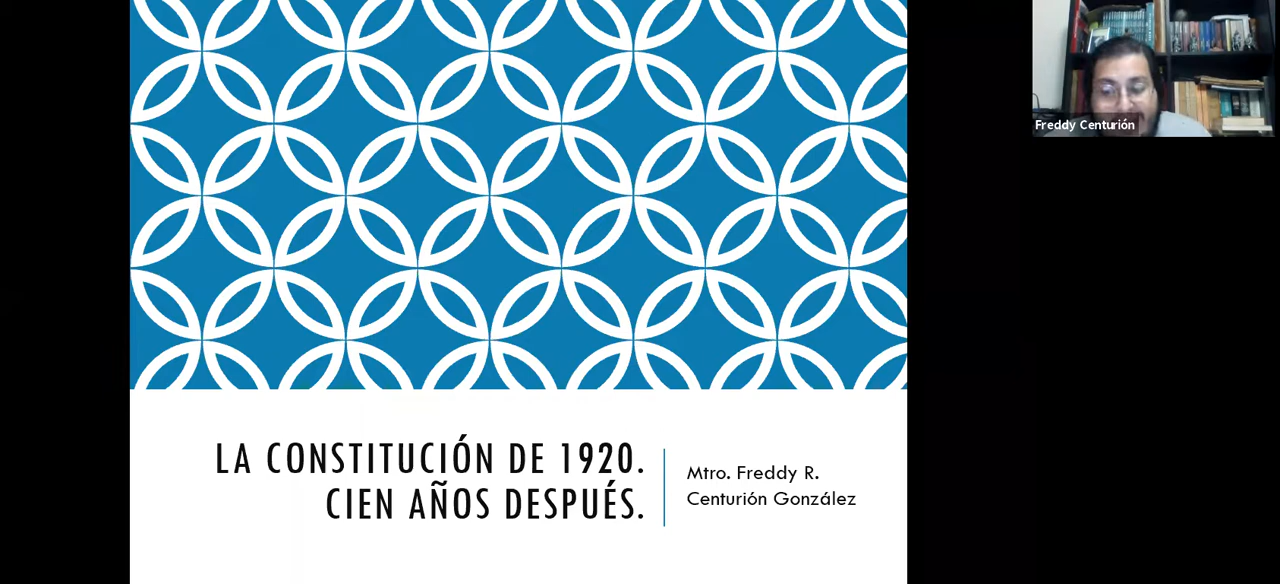 Freddy Centurión
LA CONSTITUCIÓN DE 1920.
CIEN AÑOS DESPUÉS.
Mtro. Freddy R.
Centurión González